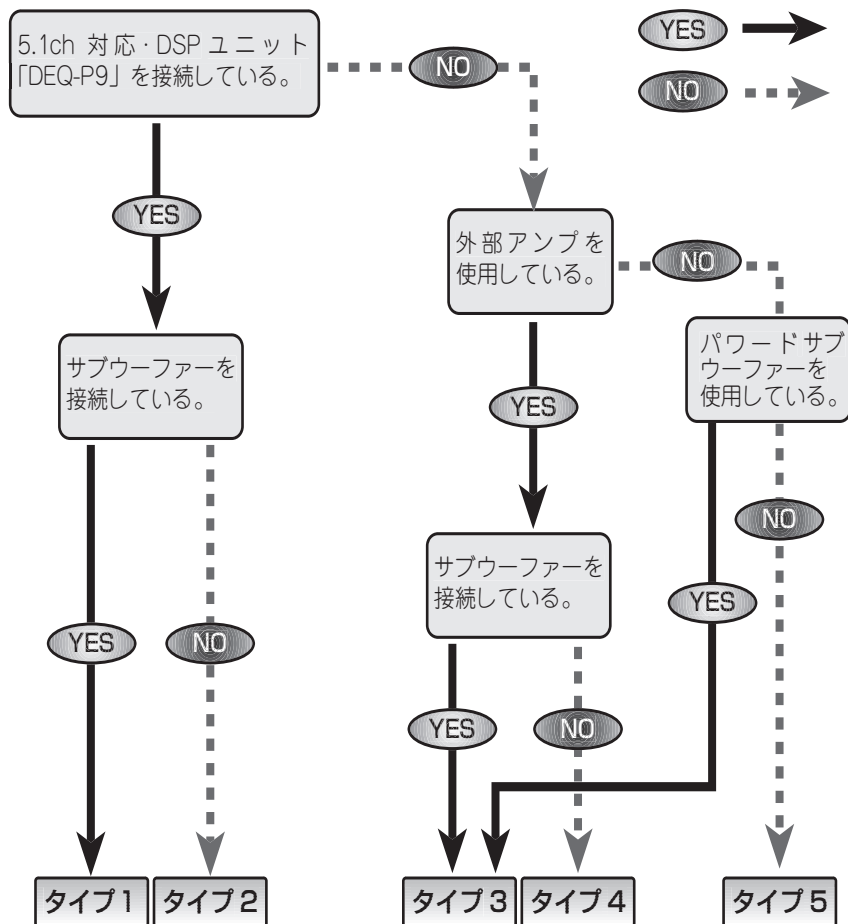 5.1ch 対応・DSP ユニット
「DEQ-P9」を接続している。
NO
YES
NO
YES
外部アンプを
使用している。
NO
サブウーファーを
接続している。
パワードサブ
ウーファーを
使用している。
YES
NO
サブウーファーを
接続している。
YES
YES
NO
YES
NO
タイプ1
タイプ2
タイプ3
タイプ4
タイプ5